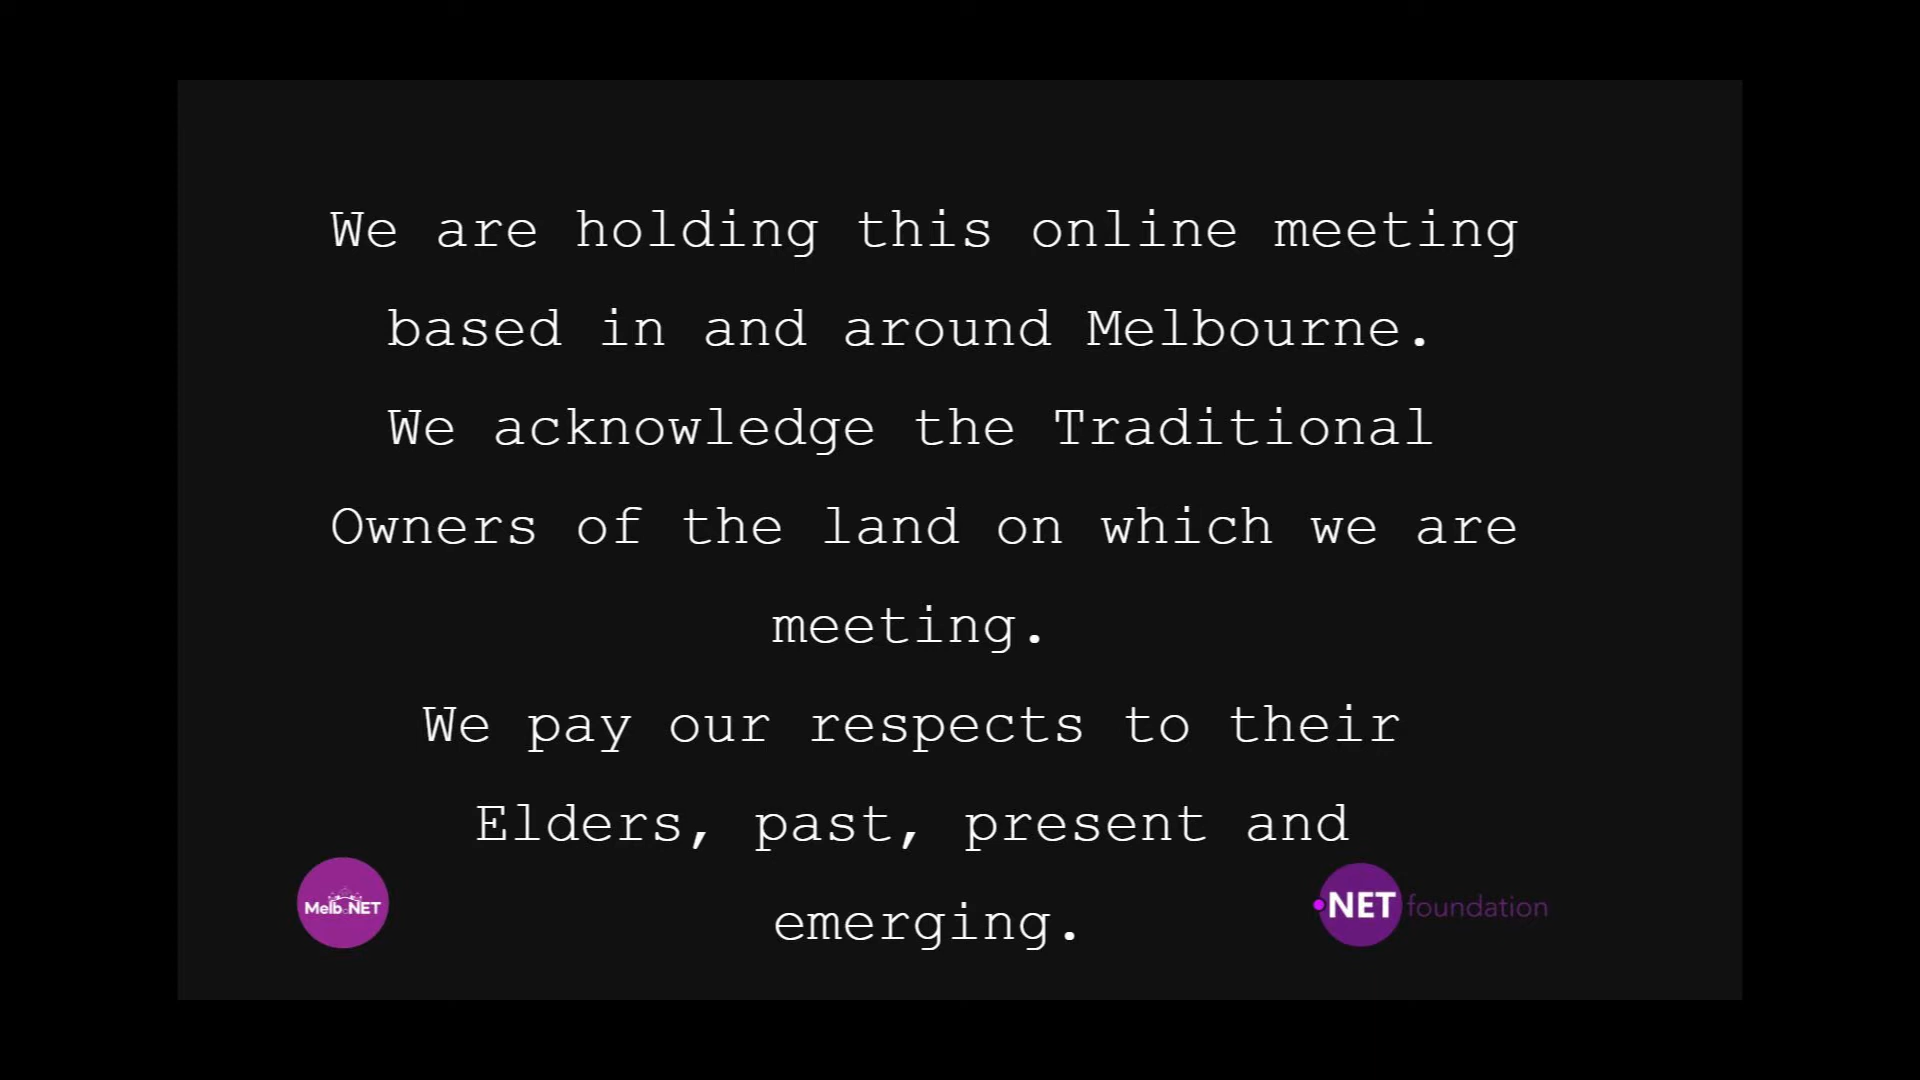 We are holding this online meeting
based in and around Melbourne.
We acknowledge the Traditional
Owners of the land on which we are
meeting.
We pay our respects to their
Elders, past, present and
emerging.
Melb.NET
.NET foundation